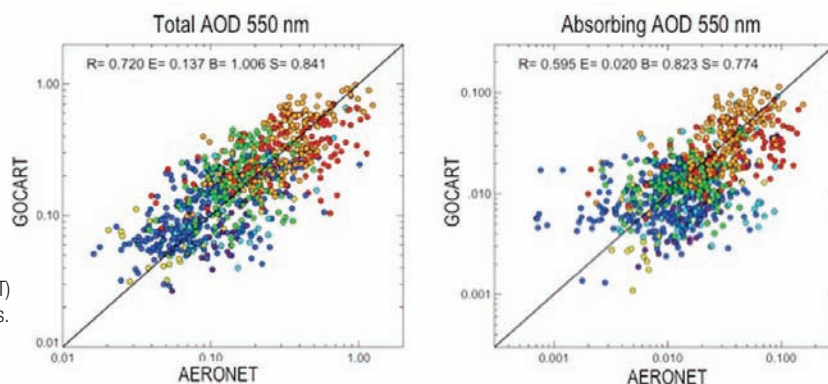 Total AOD 550 nm
R= 0.720 E= 0.137 B= 1.006 S= 0.841
1.00
0.10
0.01
GOCART
0.01 0.10 1.00
AERONET
Absorbing AOD 550 nm
R= 0.595 E= 0.020 B= 0.823 S= 0.774
0.100
.010
0.001
GOCART
0.001 0.010 0.100
AERONET
T)
s.